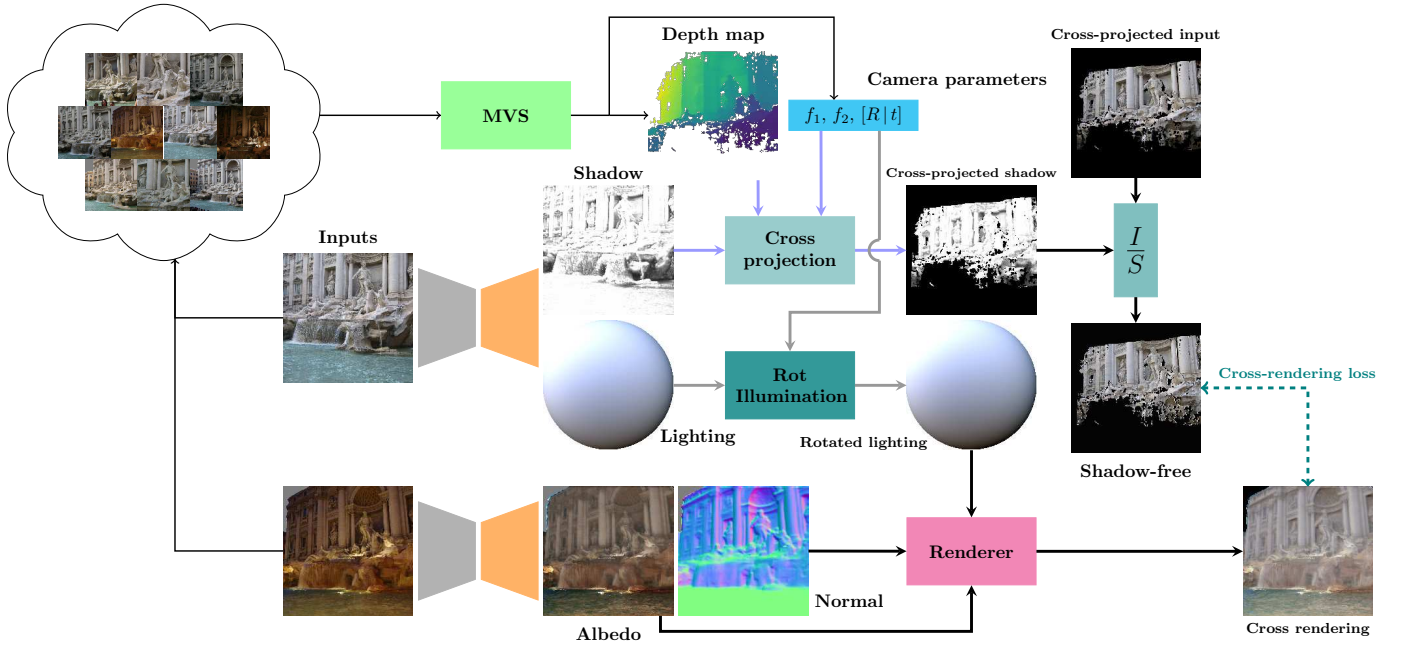 Cross-projected input
Depth map
Camera parameters
MVS
f₁, f₂, [R | t]
Shadow
Cross-projected shadow
Inputs
Cross
projection
I
S
Rot
Illumination
Cross-rendering loss
Lighting
Rotated lighting
Shadow-free
Renderer
Normal
Albedo
Cross rendering